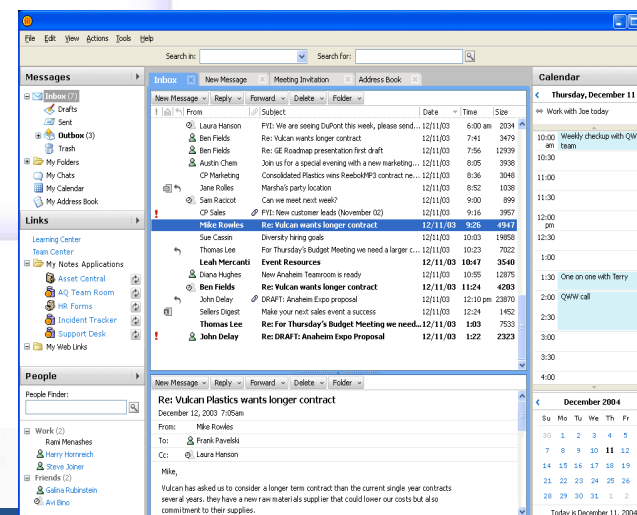 File Edit View Actions Tools Help
Search in: Search for:
Messages
Inbox (7)
Drafts
Sent
Outbox (3)
Trash
My Folders
My Chats
My Calendar
My Address Book
Links
Learning Center
Team Center
My Notes Applications
Asset Central
AQ Team Room
HR Forms
Incident Tracker
Support Desk
My Web Links
People
People Finder:
Work (2)
Rami Menashes
Harry Hornreich
Steve Joiner
Friends (2)
Galina Rubinstein
Avi Bino
Inbox New Message Meeting Invitation Address Book
New Message Reply Forward Delete Folder
! From Subject Date Time Size
Laura Hanson FYI: We are seeing DuPont this week, please send... 12/11/03 6:00 am 2034
Ben Fields Re: Vulcan wants longer contract 12/11/03 7:41 3479
Ben Fields Re: GE Roadmap presentation first draft 12/11/03 7:56 12939
Austin Chem Join us for a special evening with a new marketing... 12/11/03 8:05 3938
CP Marketing Consolidated Plastics wins ReebokMP3 contract ne... 12/11/03 8:36 3048
Jane Rolles Marsha's party location 12/11/03 8:52 1038
Sam Racicot Can we meet next week? 12/11/03 9:00 899
! CP Sales FYI: New customer leads (November 02) 12/11/03 9:16 3957
Mike Rowles Re: Vulcan wants longer contract 12/11/03 9:26 4947
Sue Cassin Diversity hiring goals 12/11/03 10:03 19858
Thomas Lee For Thursday's Budget Meeting we need a larger c... 12/11/03 10:23 7022
Leah Mercanti Event Resources 12/11/03 10:47 3540
Diana Hughes New Anaheim Teamroom is ready 12/11/03 10:55 12875
Ben Fields Re: Vulcan wants longer contract 12/11/03 11:24 4203
John Delay DRAFT: Anaheim Expo proposal 12/11/03 12:10 pm 23870
Sellers Digest Make your next sales event a success 12/11/03 12:24 1452
Thomas Lee Re: For Thursday's Budget Meeting we need... 12/11/03 1:03 7533
! John Delay Re: DRAFT: Anaheim Expo Proposal 12/11/03 1:22 2323
New Message Reply Forward Delete Folder
Re: Vulcan Plastics wants longer contract
December 12, 2003 7:05am
From: Mike Rowles
To: Frank Pavelski
Cc: Laura Hanson
Mike,
Vulcan has asked us to consider a longer term contract than the current single year contracts
several years. they have a new raw materials supplier that could lower our costs but also
commitment to their supplies.
Calendar
Thursday, December 11
Work with Joe today
10:00 am Weekly checkup with QW
team
10:30
11:00
11:30
12:00 pm
12:30
1:00
1:30 One on one with Terry
2:00 QWW call
2:30
3:00
3:30
4:00
December 2004
Su Mo Tu We Th Fr
30 1 2 3 4 5
7 8 9 10 11 12
14 15 16 17 18 19
21 22 23 24 25 26
28 29 30 31 1 2
Today is December 11, 2004